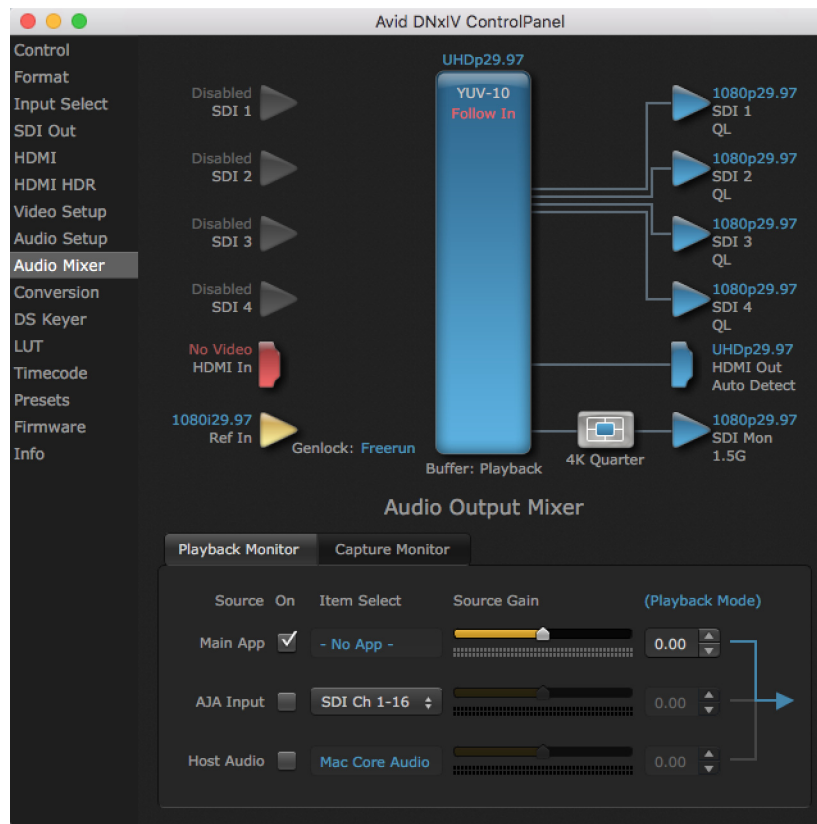 Avid DNxIV ControlPanel
Control
Format
Input Select
SDI Out
HDMI
HDMI HDR
Video Setup
Audio Setup
Audio Mixer
Conversion
DS Keyer
LUT
Timecode
Presets
Firmware
Info
Disabled
SDI 1
Disabled
SDI 2
Disabled
SDI 3
Disabled
SDI 4
No Video
HDMI In
1080i29.97
Ref In
Genlock: Freerun
UHDp29.97
YUV-10
Follow In
Buffer: Playback
4K Quarter
1080p29.97
SDI 1
QL
1080p29.97
SDI 2
QL
1080p29.97
SDI 3
QL
1080p29.97
SDI 4
QL
UHDp29.97
HDMI Out
Auto Detect
1080p29.97
SDI Mon
1.5G
Audio Output Mixer
Playback Monitor Capture Monitor
Source On Item Select Source Gain (Playback Mode)
Main App - No App - 0.00
AJA Input SDI Ch 1-16 0.00
Host Audio Mac Core Audio 0.00